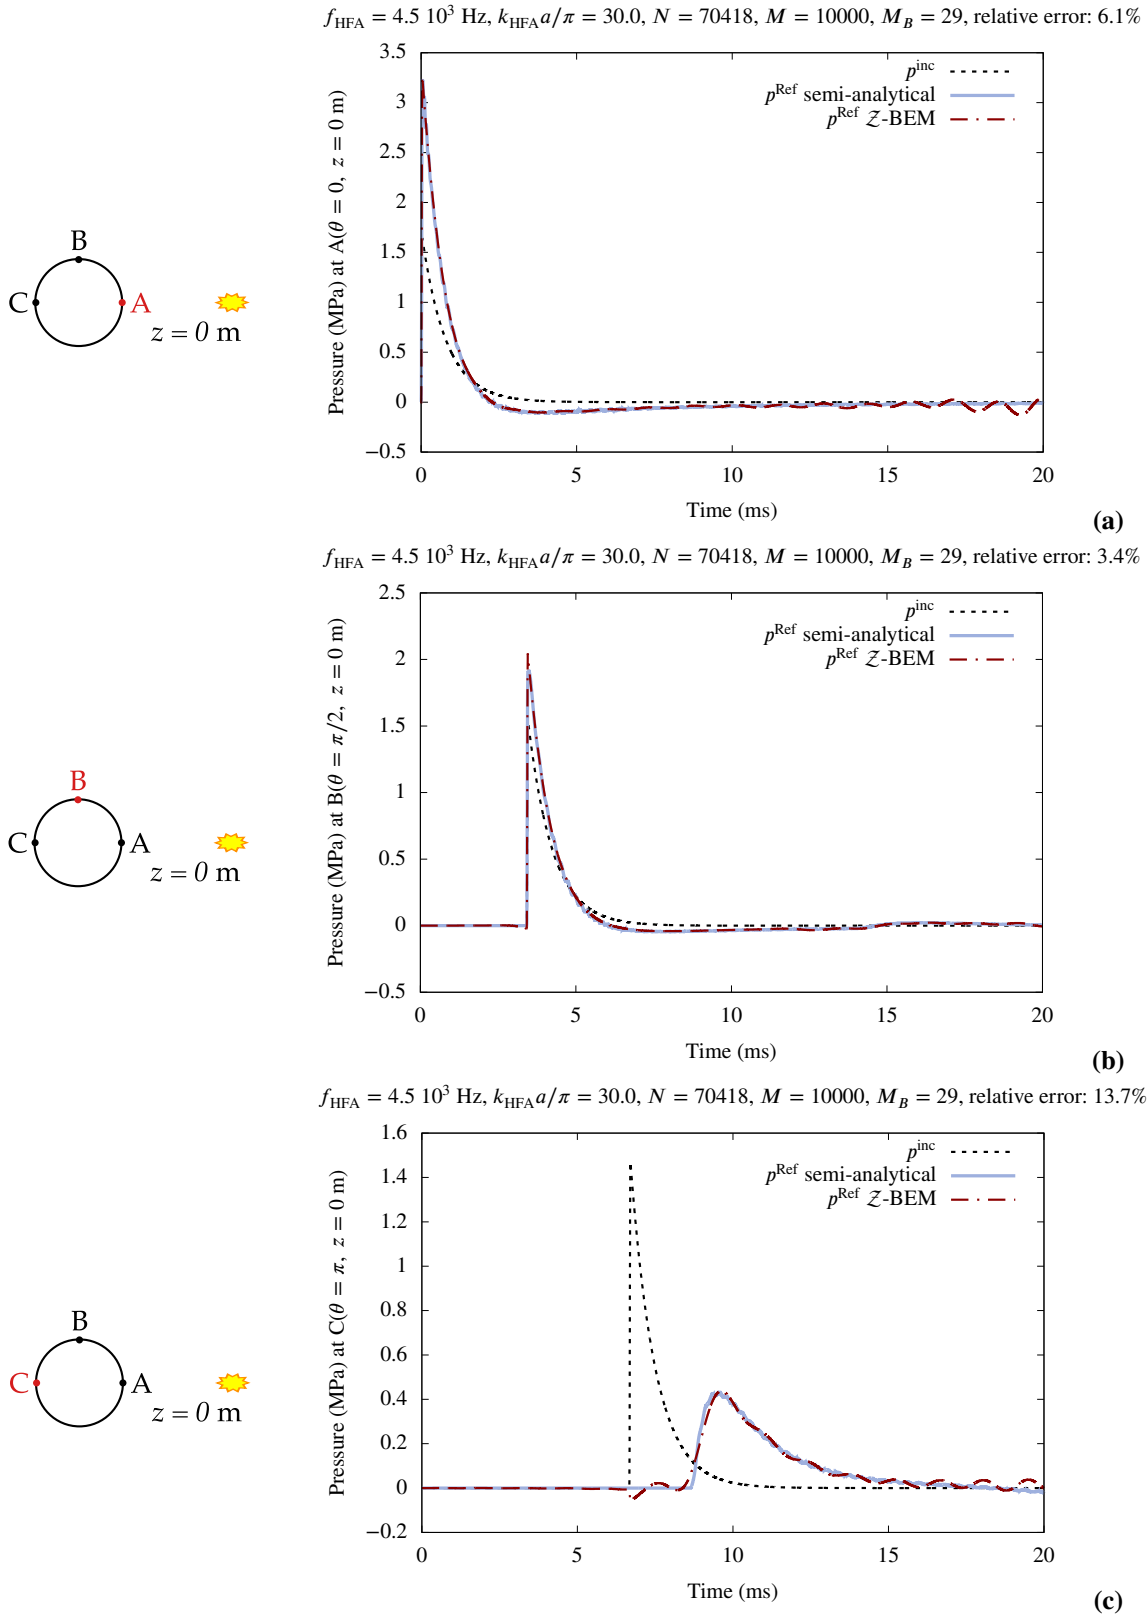 f_HFA = 4.5 10³ Hz, k_HFA a/π = 30.0, N = 70418, M = 10000, M_B = 29, relative error: 6.1%
3.5
3
2.5
2
1.5
1
0.5
0
−0.5
Pressure (MPa) at A(θ = 0, z = 0 m)
p^inc
p^Ref semi-analytical
p^Ref 𝒵-BEM
0 5 10 15 20
Time (ms)
B
C
A
z = 0 m
(a)
f_HFA = 4.5 10³ Hz, k_HFA a/π = 30.0, N = 70418, M = 10000, M_B = 29, relative error: 3.4%
2.5
2
1.5
1
0.5
0
−0.5
Pressure (MPa) at B(θ = π/2, z = 0 m)
p^inc
p^Ref semi-analytical
p^Ref 𝒵-BEM
0 5 10 15 20
Time (ms)
B
C
A
z = 0 m
(b)
f_HFA = 4.5 10³ Hz, k_HFA a/π = 30.0, N = 70418, M = 10000, M_B = 29, relative error: 13.7%
1.6
1.4
1.2
1
0.8
0.6
0.4
0.2
0
−0.2
Pressure (MPa) at C(θ = π, z = 0 m)
p^inc
p^Ref semi-analytical
p^Ref 𝒵-BEM
0 5 10 15 20
Time (ms)
B
C
A
z = 0 m
(c)